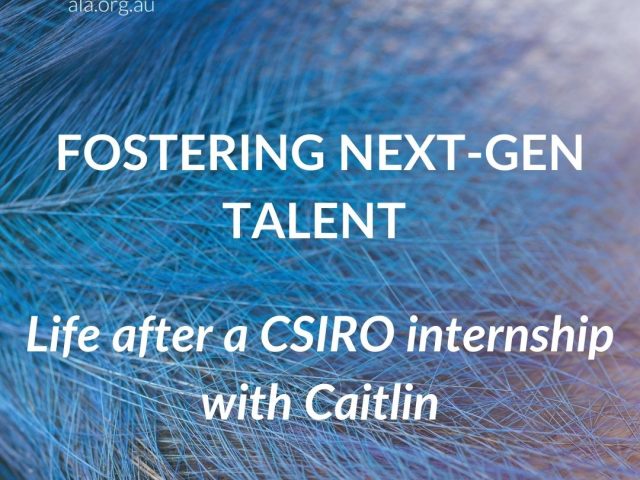 ala.org.au
FOSTERING NEXT-GEN
TALENT
Life after a CSIRO internship
with Caitlin